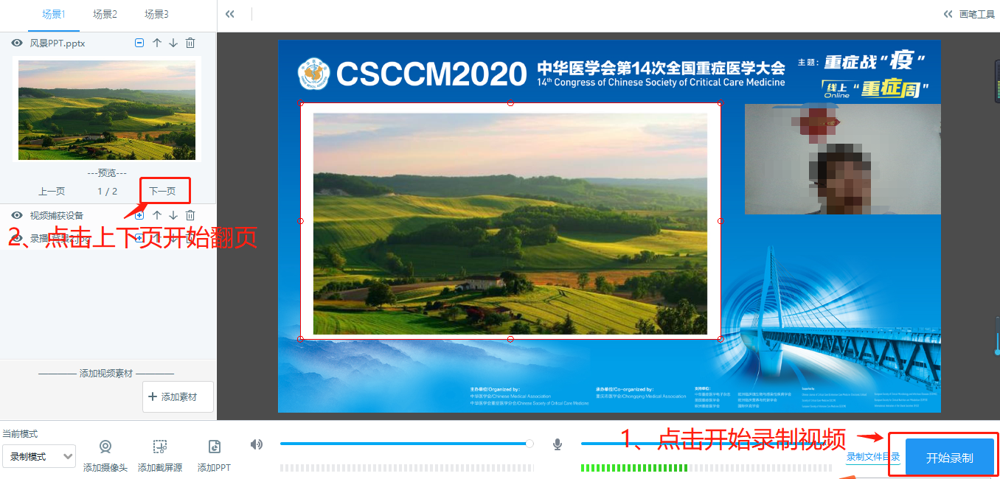 场景1 场景2 场景3
画笔工具
风景PPT.pptx
---预览---
上一页 1 / 2 下一页
视频捕获设备
2、点击上下页开始翻页
添加视频素材
+ 添加素材
CSCCM2020
中华医学会第14次全国重症医学大会
14th Congress of Chinese Society of Critical Care Medicine
主题：重症战“疫”
线上 Online “重症周”
主办单位/Organized by：
中华医学会/Chinese Medical Association
中华医学会重症医学分会/Chinese Society of Critical Care Medicine
承办单位/Co-organized by：
重庆市医学会/Chongqing Medical Association
支持单位：
当前模式
录制模式
添加摄像头 添加截屏源 添加PPT
1、点击开始录制视频
录制文件目录
开始录制